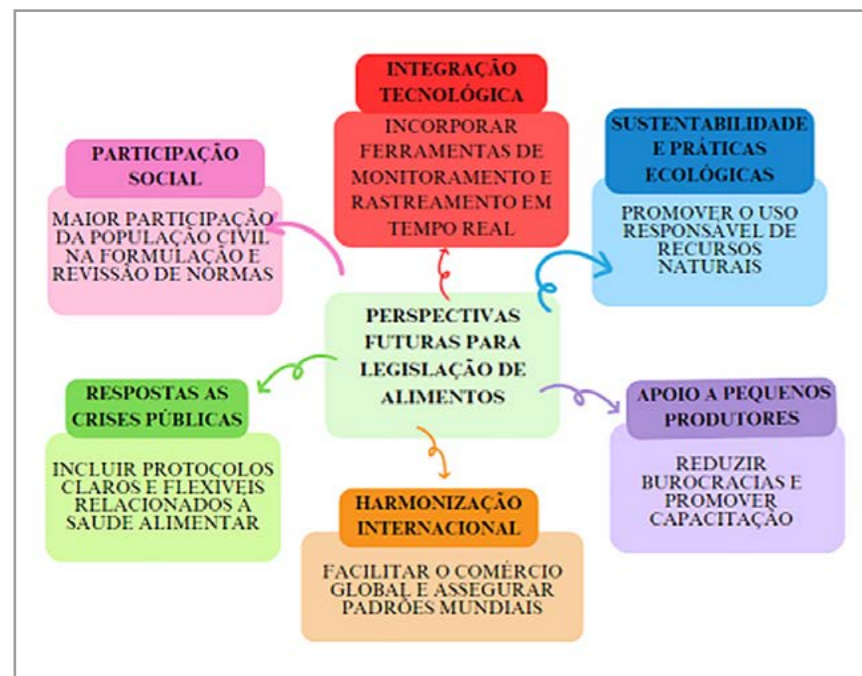 INTEGRAÇÃO
TECNOLÓGICA
INCORPORAR
FERRAMENTAS DE
MONITORAMENTO E
RASTREAMENTO EM
TEMPO REAL
SUSTENTABILIDADE
E PRÁTICAS
ECOLÓGICAS
PROMOVER O USO
RESPONSÁVEL DE
RECURSOS
NATURAIS
PARTICIPAÇÃO
SOCIAL
MAIOR PARTICIPAÇÃO
DA POPULAÇÃO CIVIL
NA FORMULAÇÃO E
REVISSÃO DE NORMAS
PERSPECTIVAS
FUTURAS PARA
LEGISLAÇÃO DE
ALIMENTOS
RESPOSTAS AS
CRISES PÚBLICAS
INCLUIR PROTOCOLOS
CLAROS E FLEXÍVEIS
RELACIONADOS A
SAUDE ALIMENTAR
APOIO A PEQUENOS
PRODUTORES
REDUZIR
BUROCRACIAS E
PROMOVER
CAPACITAÇÃO
HARMONIZAÇÃO
INTERNACIONAL
FACILITAR O COMÉRCIO
GLOBAL E ASSEGURAR
PADRÕES MUNDIAIS